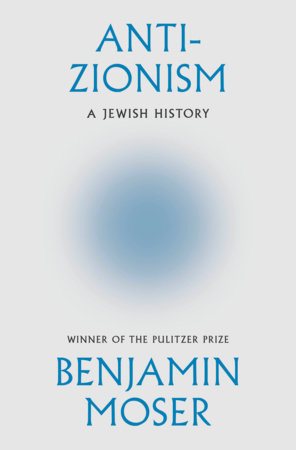 ANTI-
ZIONISM
A JEWISH HISTORY
WINNER OF THE PULITZER PRIZE
BENJAMIN
MOSER